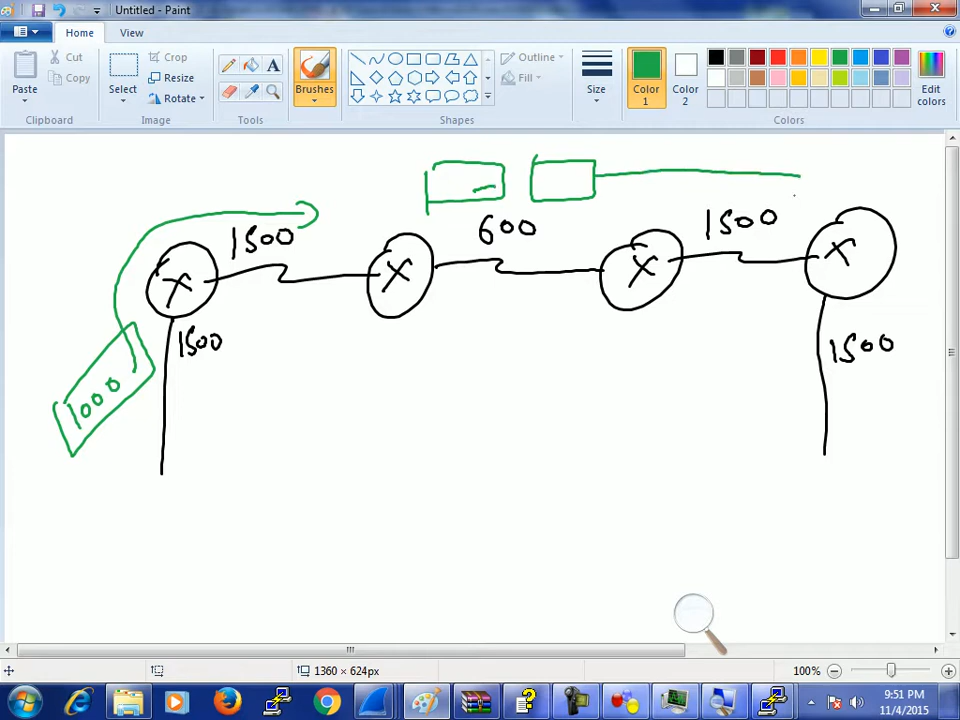 Untitled - Paint
Home
View
Cut
Copy
Paste
Clipboard
Crop
Resize
Rotate
Select
Image
A
Tools
Brushes
Outline
Fill
Shapes
Size
Color 1
Color 2
Edit colors
Colors
600
1500
1500
X
X
X
X
1500
1500
1000
1360 × 624px
100%
9:51 PM
11/4/2015